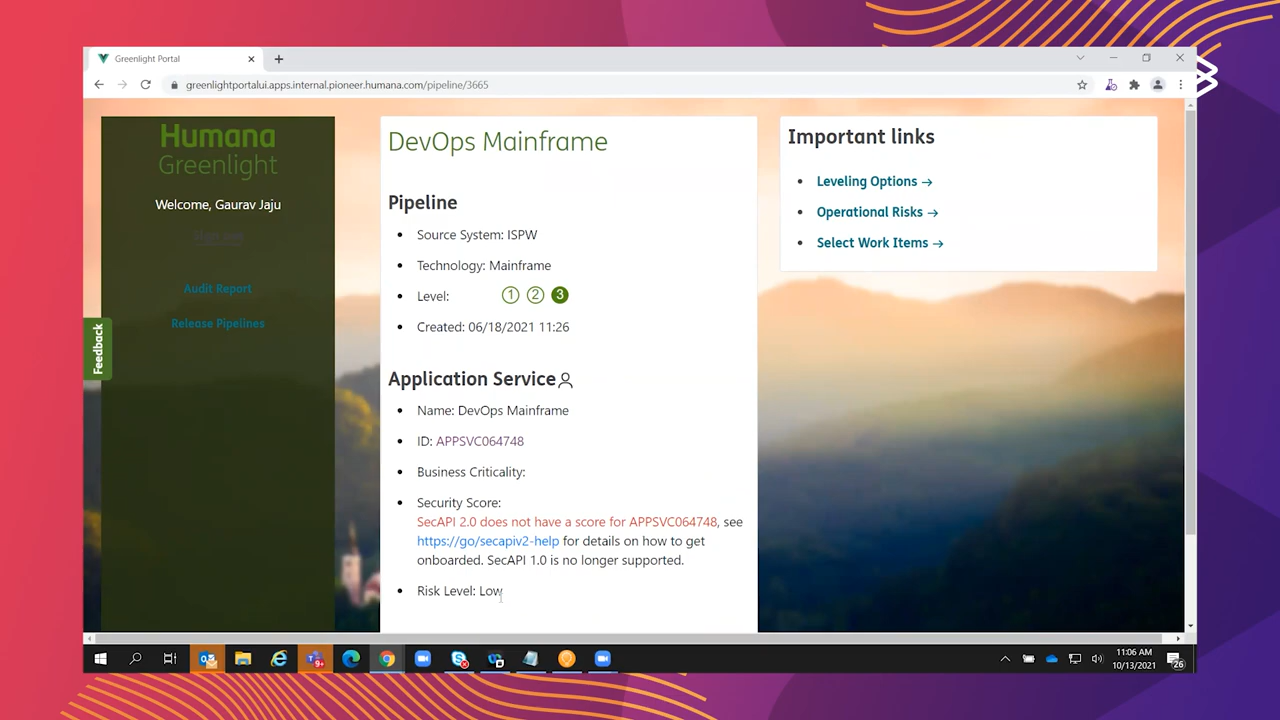 Greenlight Portal
greenlightportalui.apps.internal.pioneer.humana.com/pipeline/3665
Humana
Greenlight
Welcome, Gaurav Jaju
Audit Report
Release Pipelines
Feedback
DevOps Mainframe
Pipeline
Source System: ISPW
Technology: Mainframe
Level: 1 2 3
Created: 06/18/2021 11:26
Application Service
Name: DevOps Mainframe
ID: APPSVC064748
Business Criticality:
Security Score:
SecAPI 2.0 does not have a score for APPSVC064748, see
https://go/secapiv2-help for details on how to get
onboarded. SecAPI 1.0 is no longer supported.
Risk Level: Low
Important links
Leveling Options →
Operational Risks →
Select Work Items →
9+
11:06 AM
10/13/2021
26